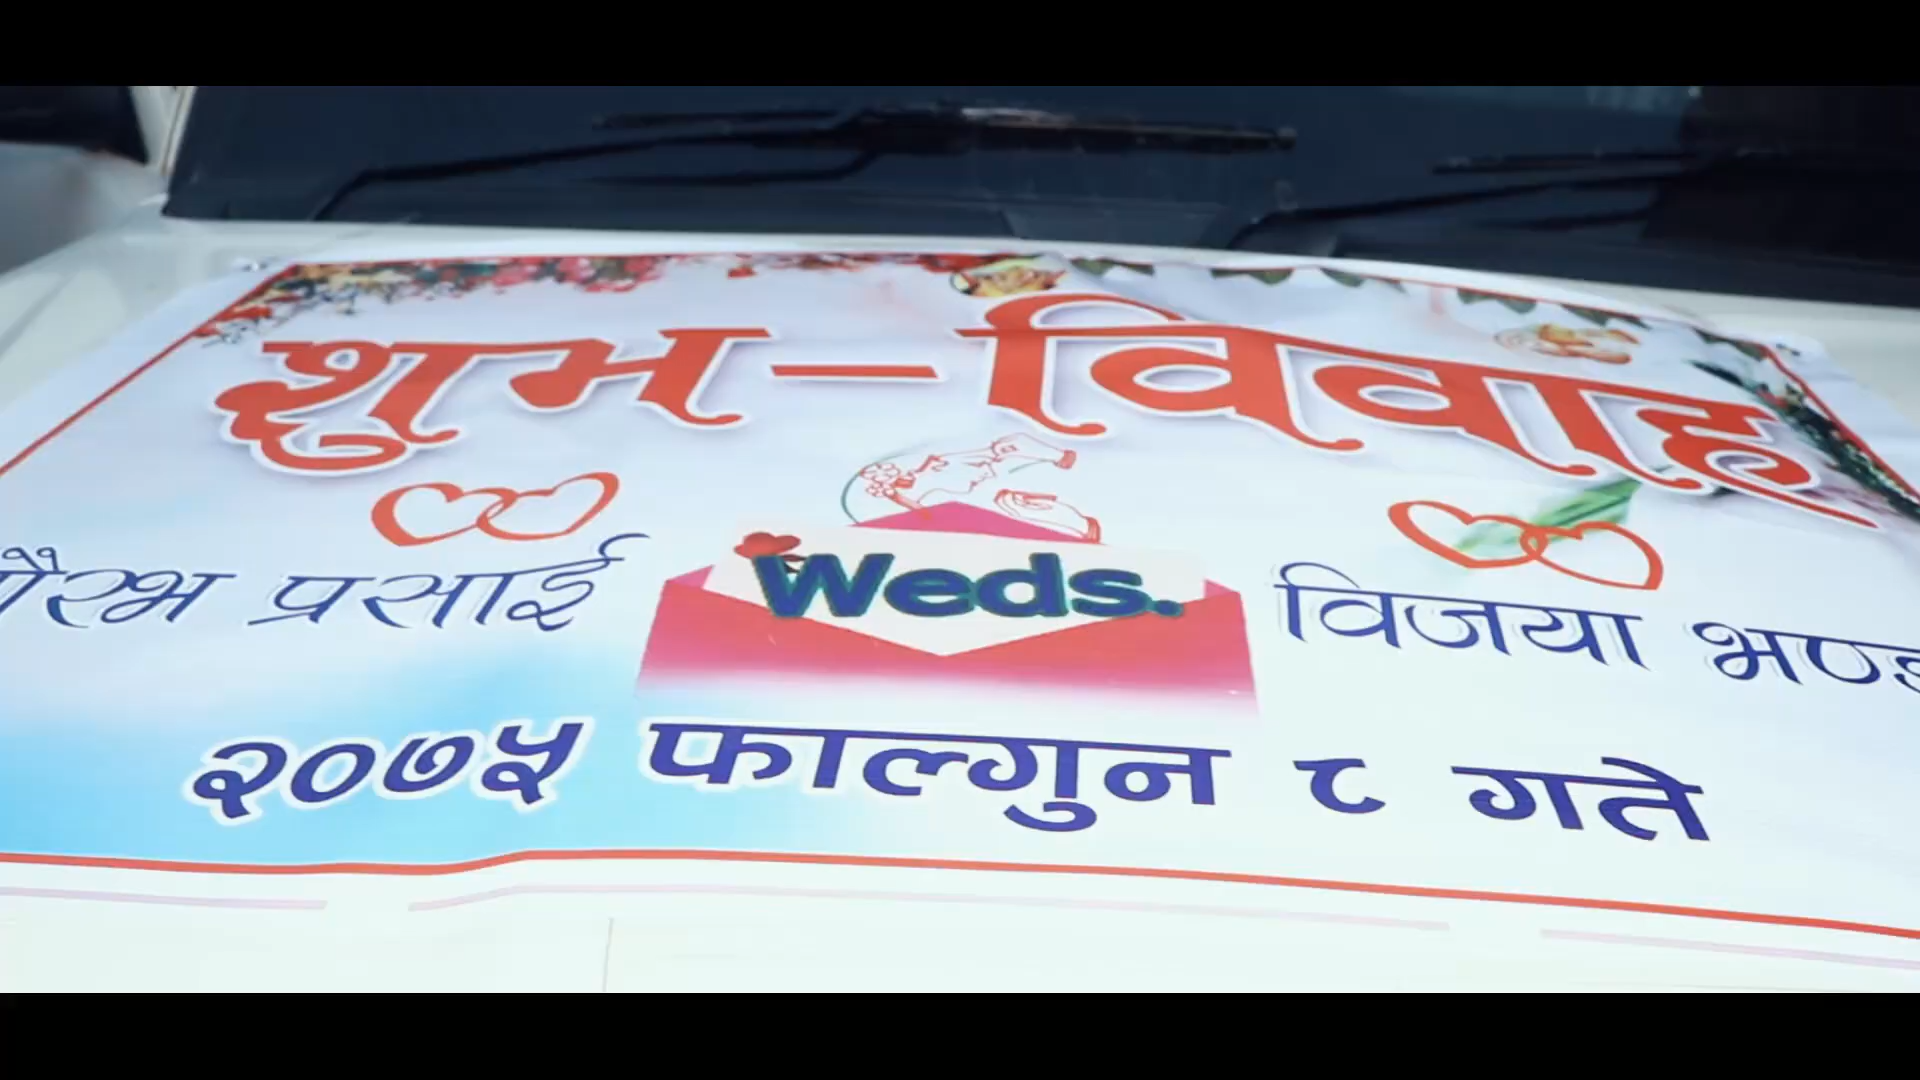 शुभ-विवाह
प्रसाई Weds. विजया
२०७५ फाल्गुन ८ गते